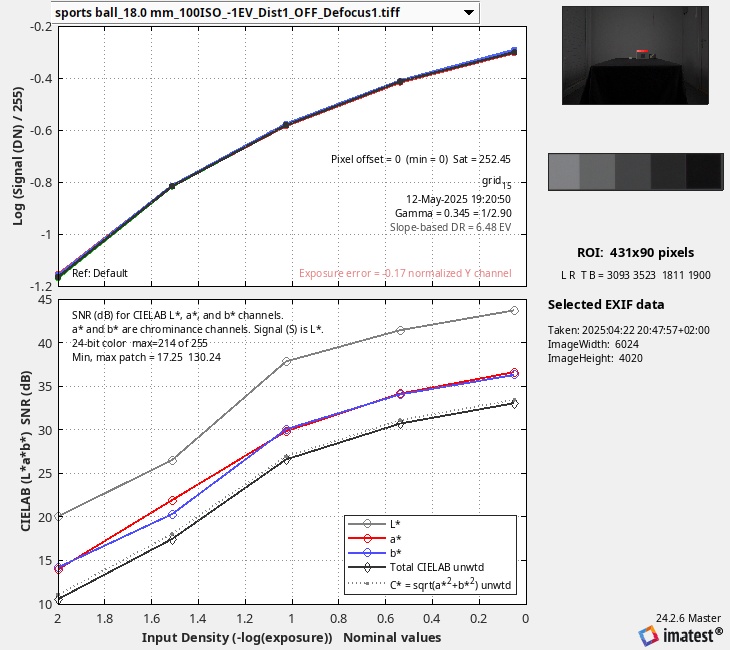 sports ball_18.0 mm_100ISO_-1EV_Dist1_OFF_Defocus1.tiff
-0.2
-0.4
-0.6
-0.8
-1
-1.2
Log (Signal (DN) / 255)
Pixel offset = 0 (min = 0) Sat = 252.45
grid_15
12-May-2025 19:20:50
Gamma = 0.345 = 1/2.90
Slope-based DR = 6.48 EV
Ref: Default
Exposure error = -0.17 normalized Y channel
45
40
35
30
25
20
15
10
CIELAB (L*a*b*) SNR (dB)
SNR (dB) for CIELAB L*, a*, and b* channels.
a* and b* are chrominance channels. Signal (S) is L*.
24-bit color max=214 of 255
Min, max patch = 17.25 130.24
L*
a*
b*
Total CIELAB unwtd
C* = sqrt(a*²+b*²) unwtd
2 1.8 1.6 1.4 1.2 1 0.8 0.6 0.4 0.2 0
Input Density (-log(exposure)) Nominal values
ROI: 431x90 pixels
L R T B = 3093 3523 1811 1900
Selected EXIF data
Taken: 2025:04:22 20:47:57+02:00
ImageWidth: 6024
ImageHeight: 4020
24.2.6 Master
imatest®